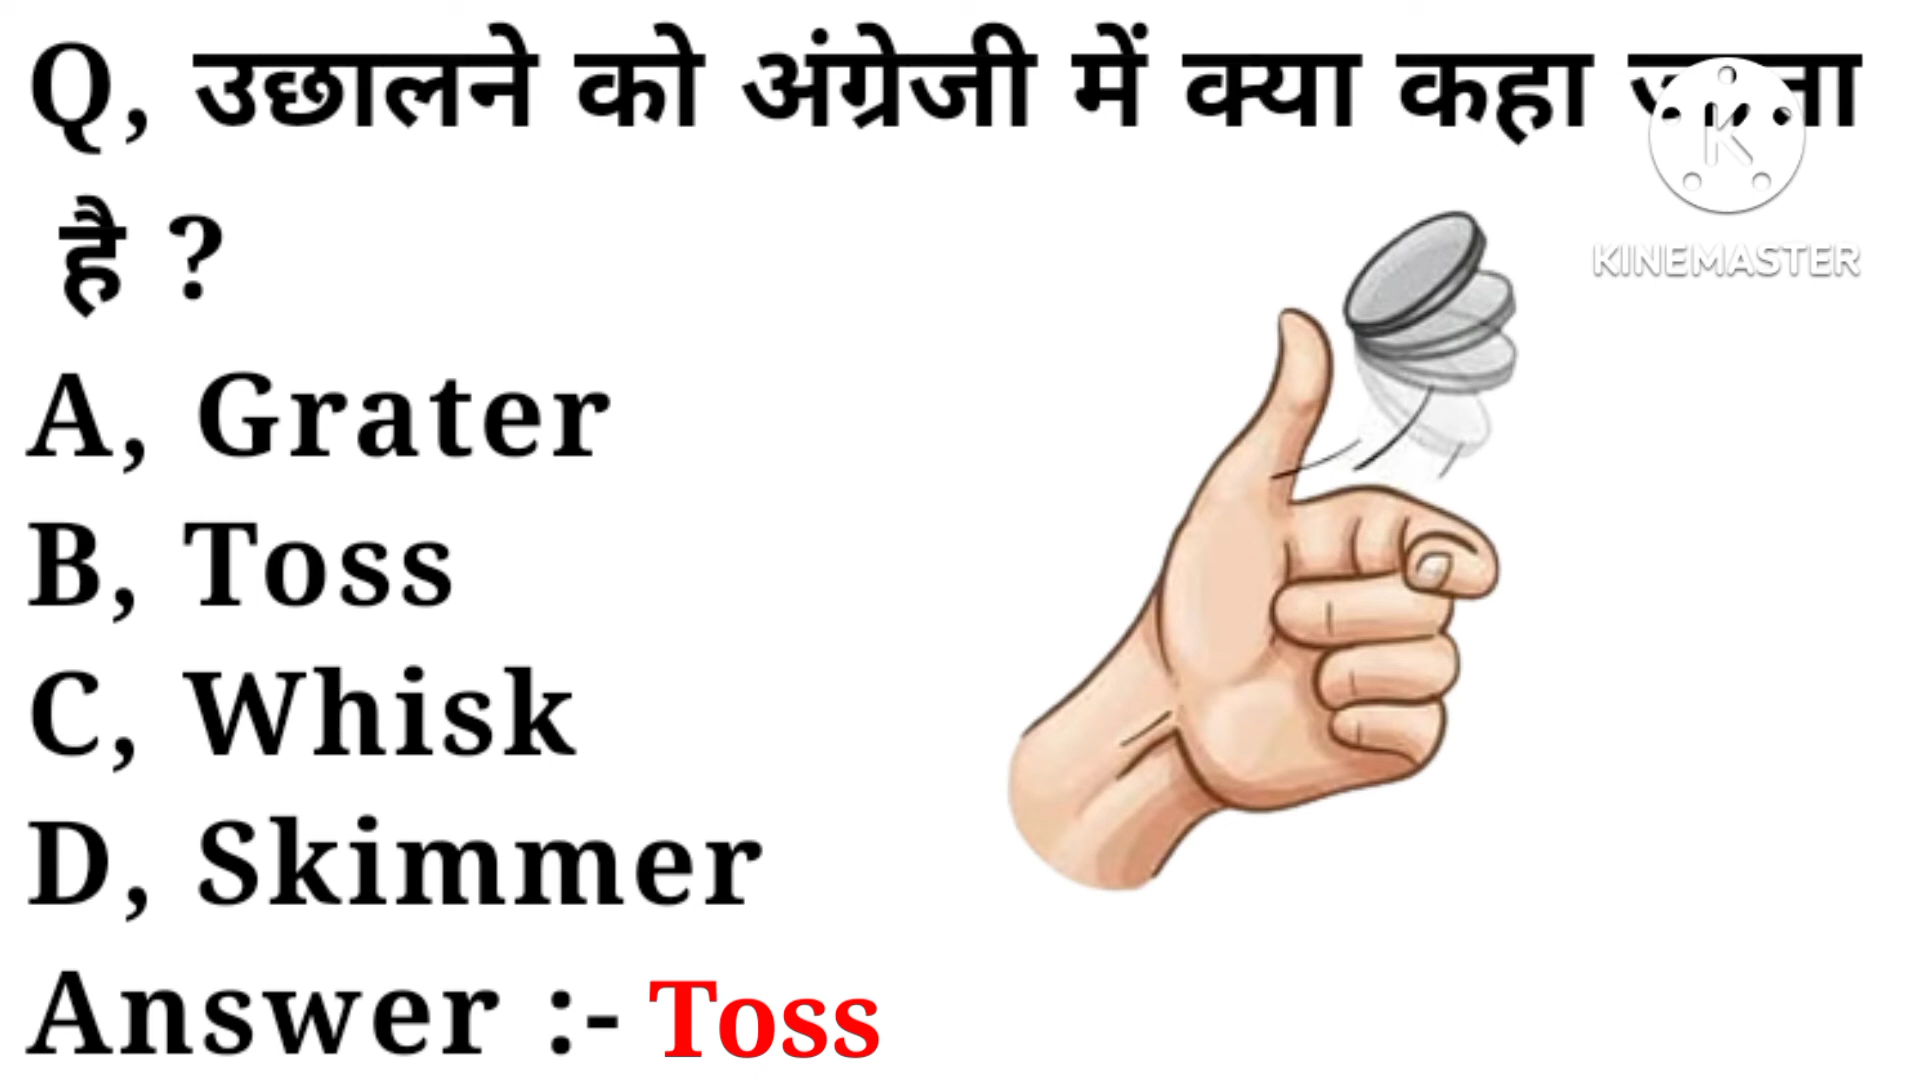 Q, उछालने को अंग्रेजी में क्या कहा जाता
है ?
A, Grater
B, Toss
C, Whisk
D, Skimmer
Answer :- Toss
K
KINEMASTER